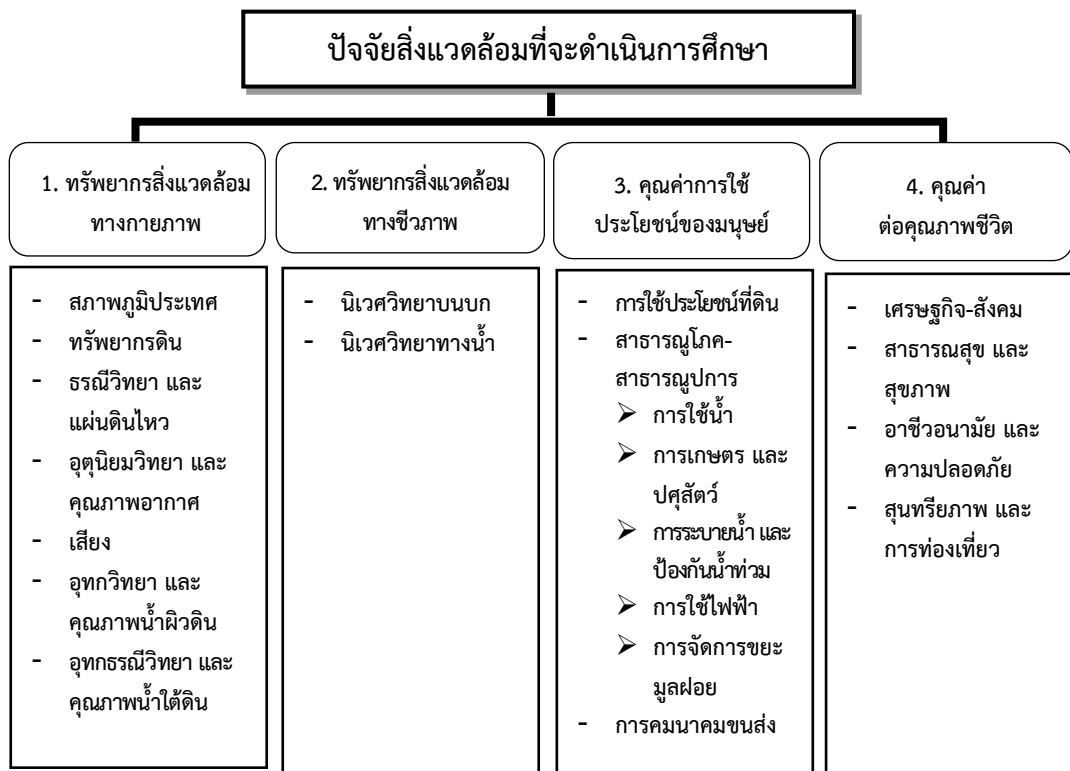 ปัจจัยสิ่งแวดล้อมที่จะดำเนินการศึกษา
1. ทรัพยากรสิ่งแวดล้อม
ทางกายภาพ
- สภาพภูมิประเทศ
- ทรัพยากรดิน
- ธรณีวิทยา และ
แผ่นดินไหว
- อุตุนิยมวิทยา และ
คุณภาพอากาศ
- เสียง
- อุทกวิทยา และ
คุณภาพน้ำผิวดิน
- อุทกธรณีวิทยา และ
คุณภาพน้ำใต้ดิน
2. ทรัพยากรสิ่งแวดล้อม
ทางชีวภาพ
- นิเวศวิทยาบนบก
- นิเวศวิทยาทางน้ำ
3. คุณค่าการใช้
ประโยชน์ของมนุษย์
- การใช้ประโยชน์ที่ดิน
- สาธารณูโภค-
สาธารณูปการ
➢ การใช้น้ำ
➢ การเกษตร และ
ปศุสัตว์
➢ การระบายน้ำ และ
ป้องกันน้ำท่วม
➢ การใช้ไฟฟ้า
➢ การจัดการขยะ
มูลฝอย
- การคมนาคมขนส่ง
4. คุณค่า
ต่อคุณภาพชีวิต
- เศรษฐกิจ-สังคม
- สาธารณสุข และ
สุขภาพ
- อาชีวอนามัย และ
ความปลอดภัย
- สุนทรียภาพ และ
การท่องเที่ยว